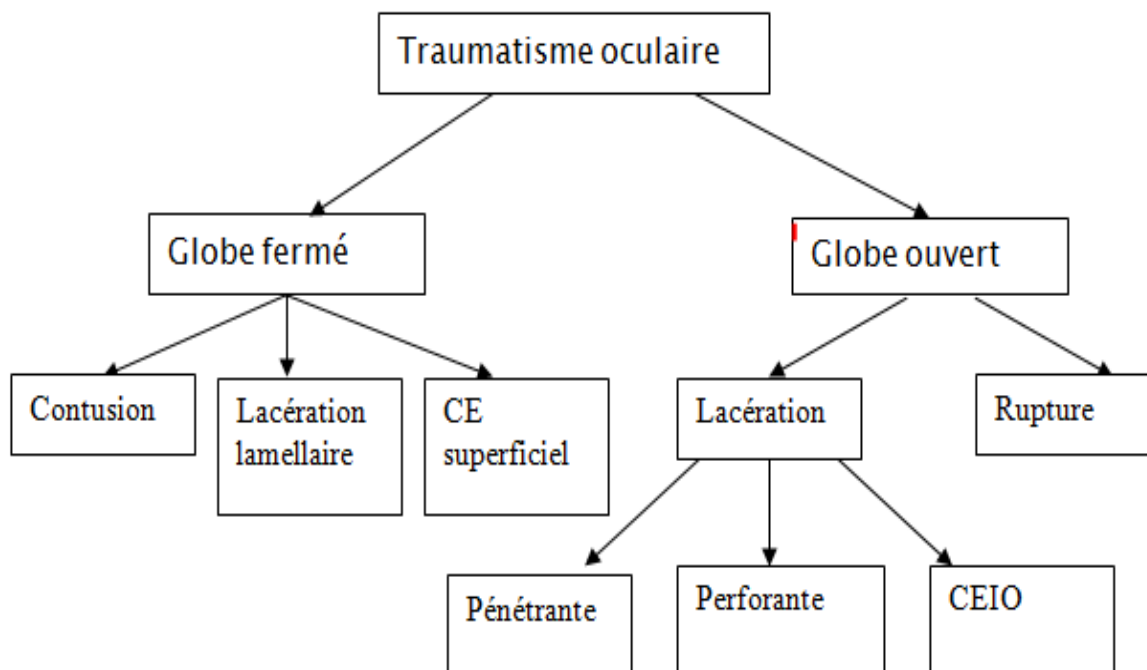 Traumatisme oculaire
Globe fermé
Globe ouvert
Contusion
Lacération
lamellaire
CE
superficiel
Lacération
Rupture
Pénétrante
Perforante
CEIO